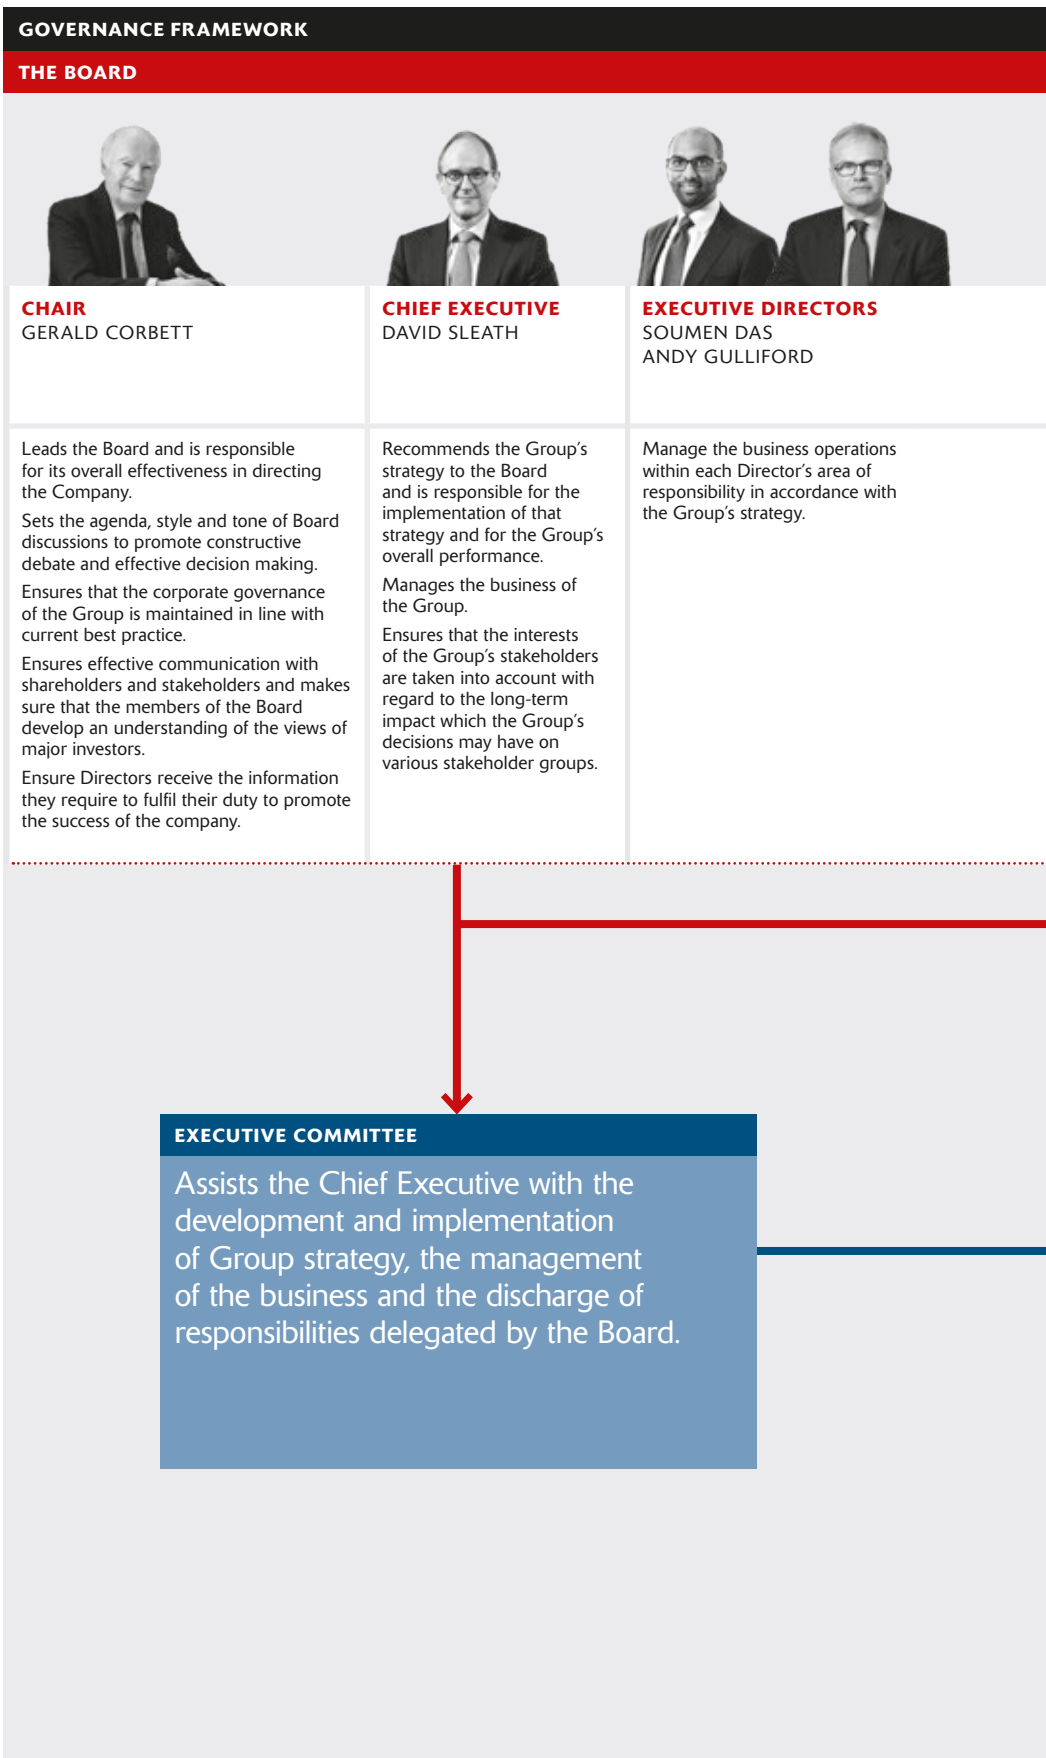 GOVERNANCE FRAMEWORK
THE BOARD
CHAIR
GERALD CORBETT
Leads the Board and is responsible
for its overall effectiveness in directing
the Company.
Sets the agenda, style and tone of Board
discussions to promote constructive
debate and effective decision making.
Ensures that the corporate governance
of the Group is maintained in line with
current best practice.
Ensures effective communication with
shareholders and stakeholders and makes
sure that the members of the Board
develop an understanding of the views of
major investors.
Ensure Directors receive the information
they require to fulfil their duty to promote
the success of the company.
CHIEF EXECUTIVE
DAVID SLEATH
Recommends the Group’s
strategy to the Board
and is responsible for the
implementation of that
strategy and for the Group’s
overall performance.
Manages the business of
the Group.
Ensures that the interests
of the Group’s stakeholders
are taken into account with
regard to the long-term
impact which the Group’s
decisions may have on
various stakeholder groups.
EXECUTIVE DIRECTORS
SOUMEN DAS
ANDY GULLIFORD
Manage the business operations
within each Director’s area of
responsibility in accordance with
the Group’s strategy.
EXECUTIVE COMMITTEE
Assists the Chief Executive with the
development and implementation
of Group strategy, the management
of the business and the discharge of
responsibilities delegated by the Board.